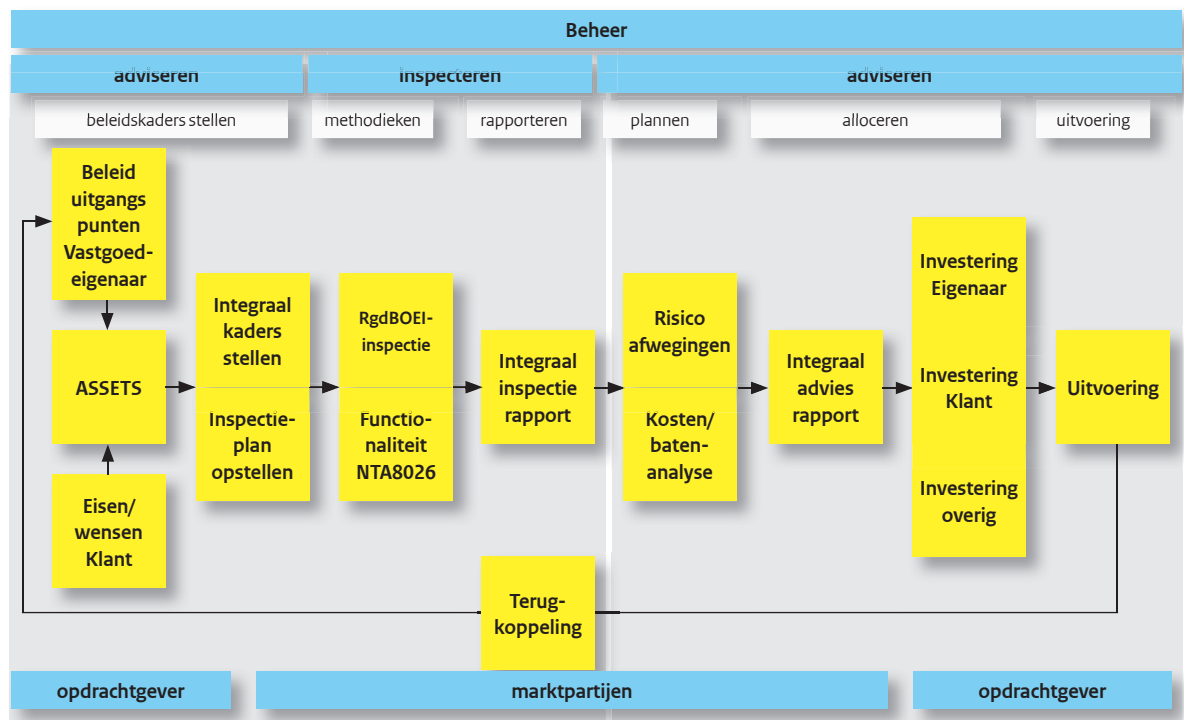 Beheer
adviseren
inspecteren
adviseren
beleidskaders stellen
methodieken
rapporteren
plannen
alloceren
uitvoering
Beleid
uitgangs
punten
Vastgoed-
eigenaar
ASSETS
Eisen/
wensen
Klant
Integraal
kaders
stellen
Inspectie-
plan
opstellen
RgdBOEI-
inspectie
Functio-
naliteit
NTA8026
Integraal
inspectie
rapport
Risico
afwegingen
Kosten/
baten-
analyse
Integraal
advies
rapport
Investering
Eigenaar
Investering
Klant
Investering
overig
Uitvoering
Terug-
koppeling
opdrachtgever
marktpartijen
opdrachtgever